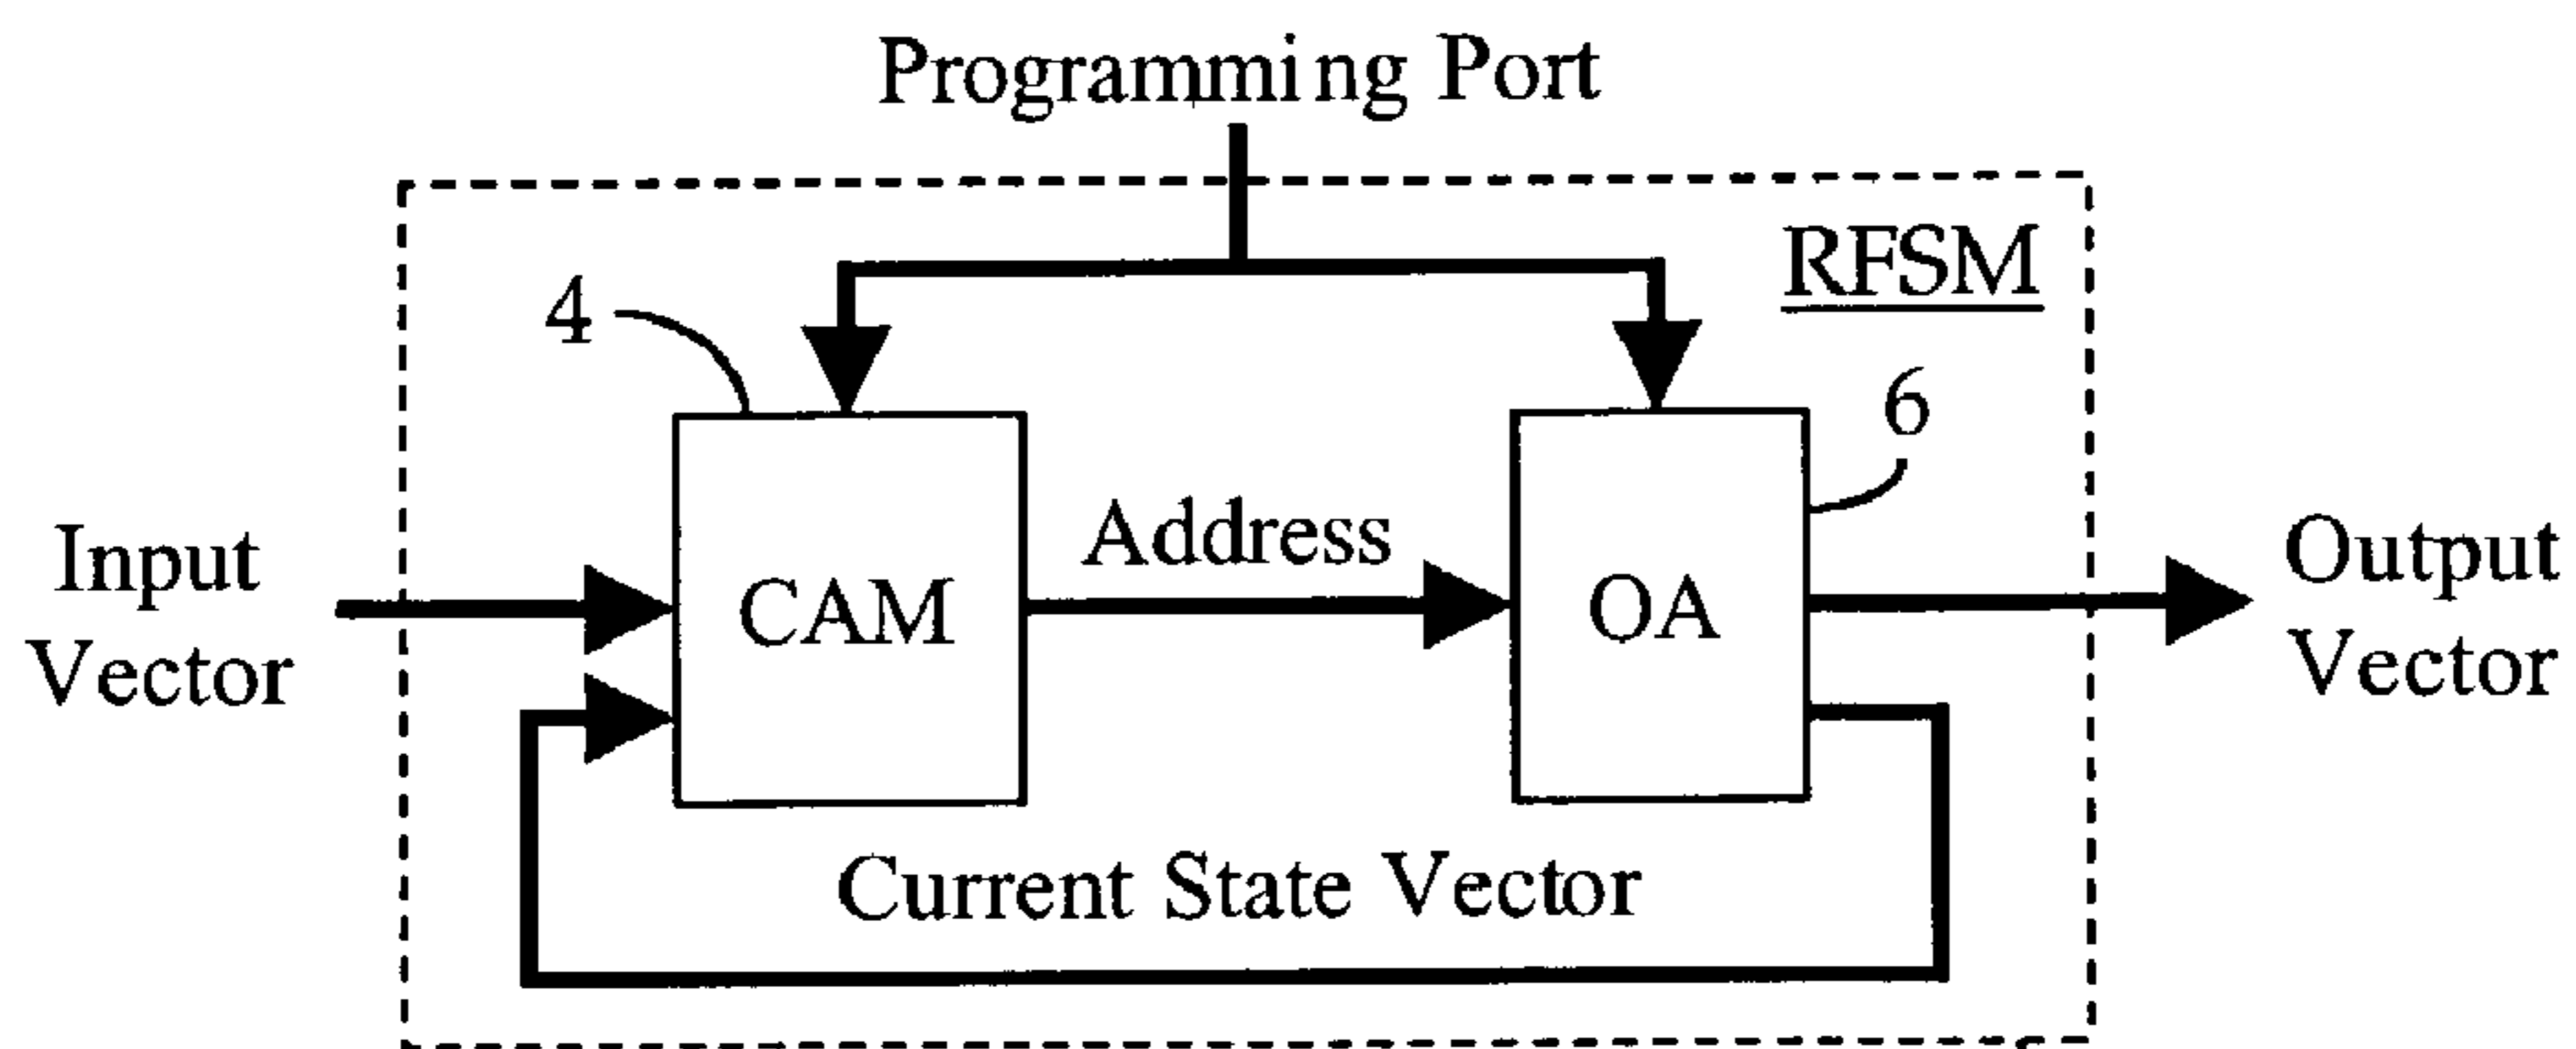 Programming Port
RFSM
4
6
Input
Vector
CAM
Address
OA
Output
Vector
Current State Vector